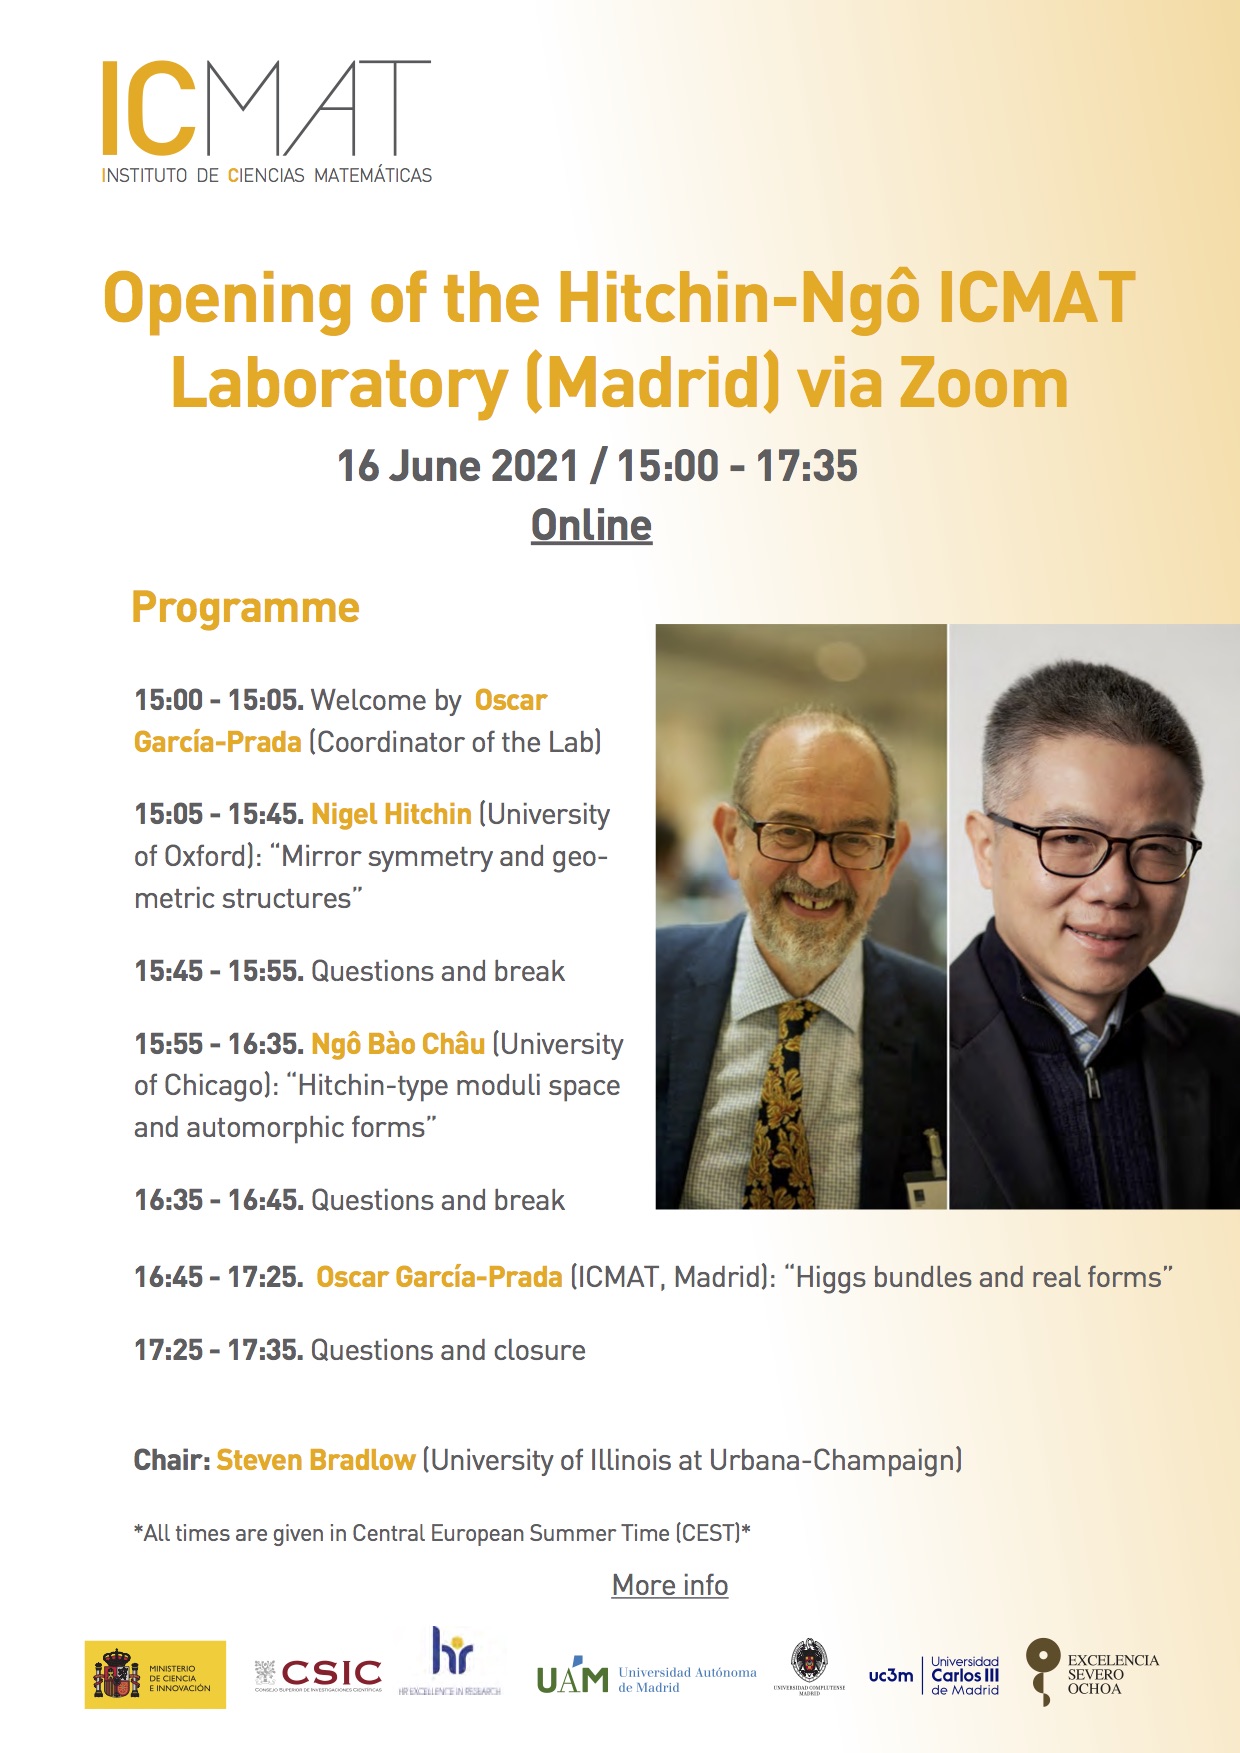 ICMAT
INSTITUTO DE CIENCIAS MATEMÁTICAS
Opening of the Hitchin-Ngô ICMAT
Laboratory (Madrid) via Zoom
16 June 2021 / 15:00 - 17:35
Online
Programme
15:00 - 15:05. Welcome by Oscar
García-Prada (Coordinator of the Lab)
15:05 - 15:45. Nigel Hitchin (University
of Oxford): “Mirror symmetry and geo-
metric structures”
15:45 - 15:55. Questions and break
15:55 - 16:35. Ngô Bào Châu (University
of Chicago): “Hitchin-type moduli space
and automorphic forms”
16:35 - 16:45. Questions and break
16:45 - 17:25. Oscar García-Prada (ICMAT, Madrid): “Higgs bundles and real forms”
17:25 - 17:35. Questions and closure
Chair: Steven Bradlow (University of Illinois at Urbana-Champaign)
*All times are given in Central European Summer Time (CEST)*
More info
MINISTERIO
DE CIENCIA
E INNOVACIÓN
CSIC
CONSEJO SUPERIOR DE INVESTIGACIONES CIENTÍFICAS
hr
HR EXCELLENCE IN RESEARCH
UAM
Universidad Autónoma
de Madrid
UNIVERSIDAD COMPLUTENSE
MADRID
uc3m
Universidad
Carlos III
de Madrid
EXCELENCIA
SEVERO
OCHOA